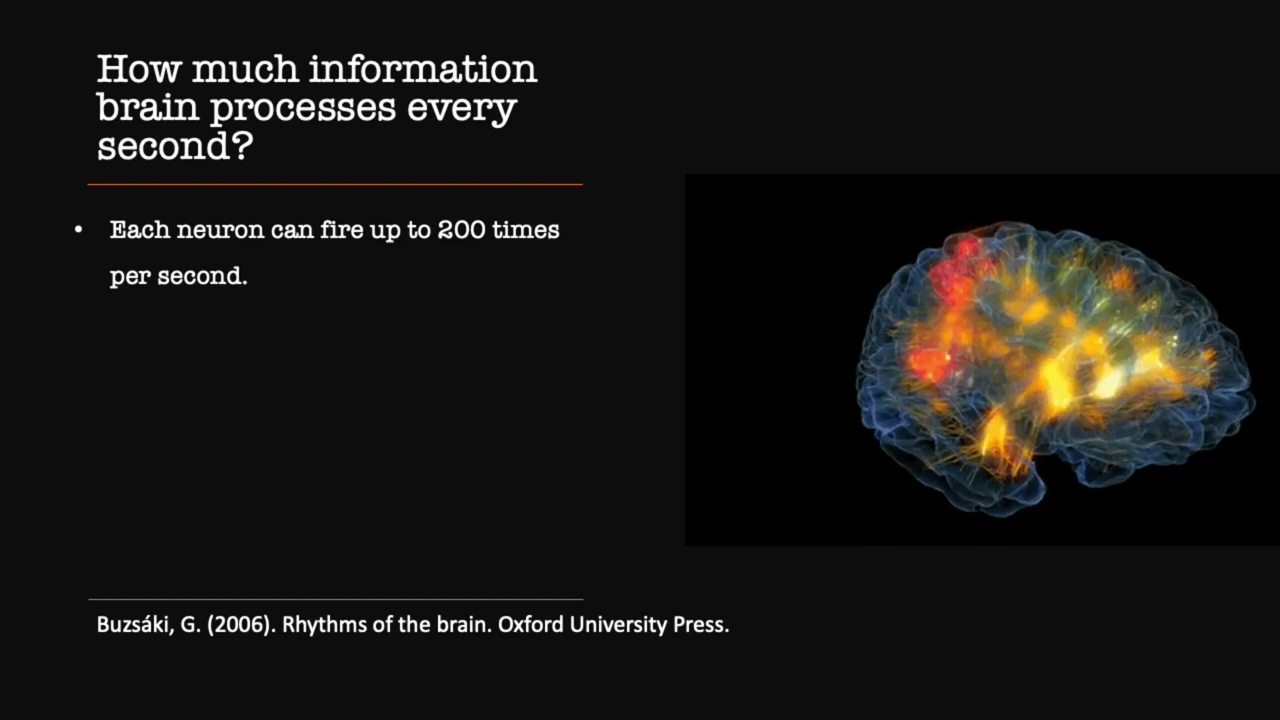 How much information
brain processes every
second?
• Each neuron can fire up to 200 times
per second.
Buzsáki, G. (2006). Rhythms of the brain. Oxford University Press.